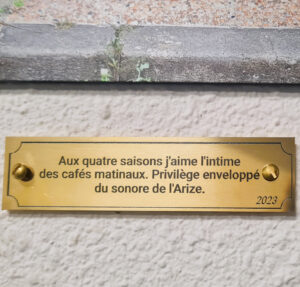 Aux quatre saisons j'aime l'intime
des cafés matinaux. Privilège enveloppé
du sonore de l'Arize.
2023